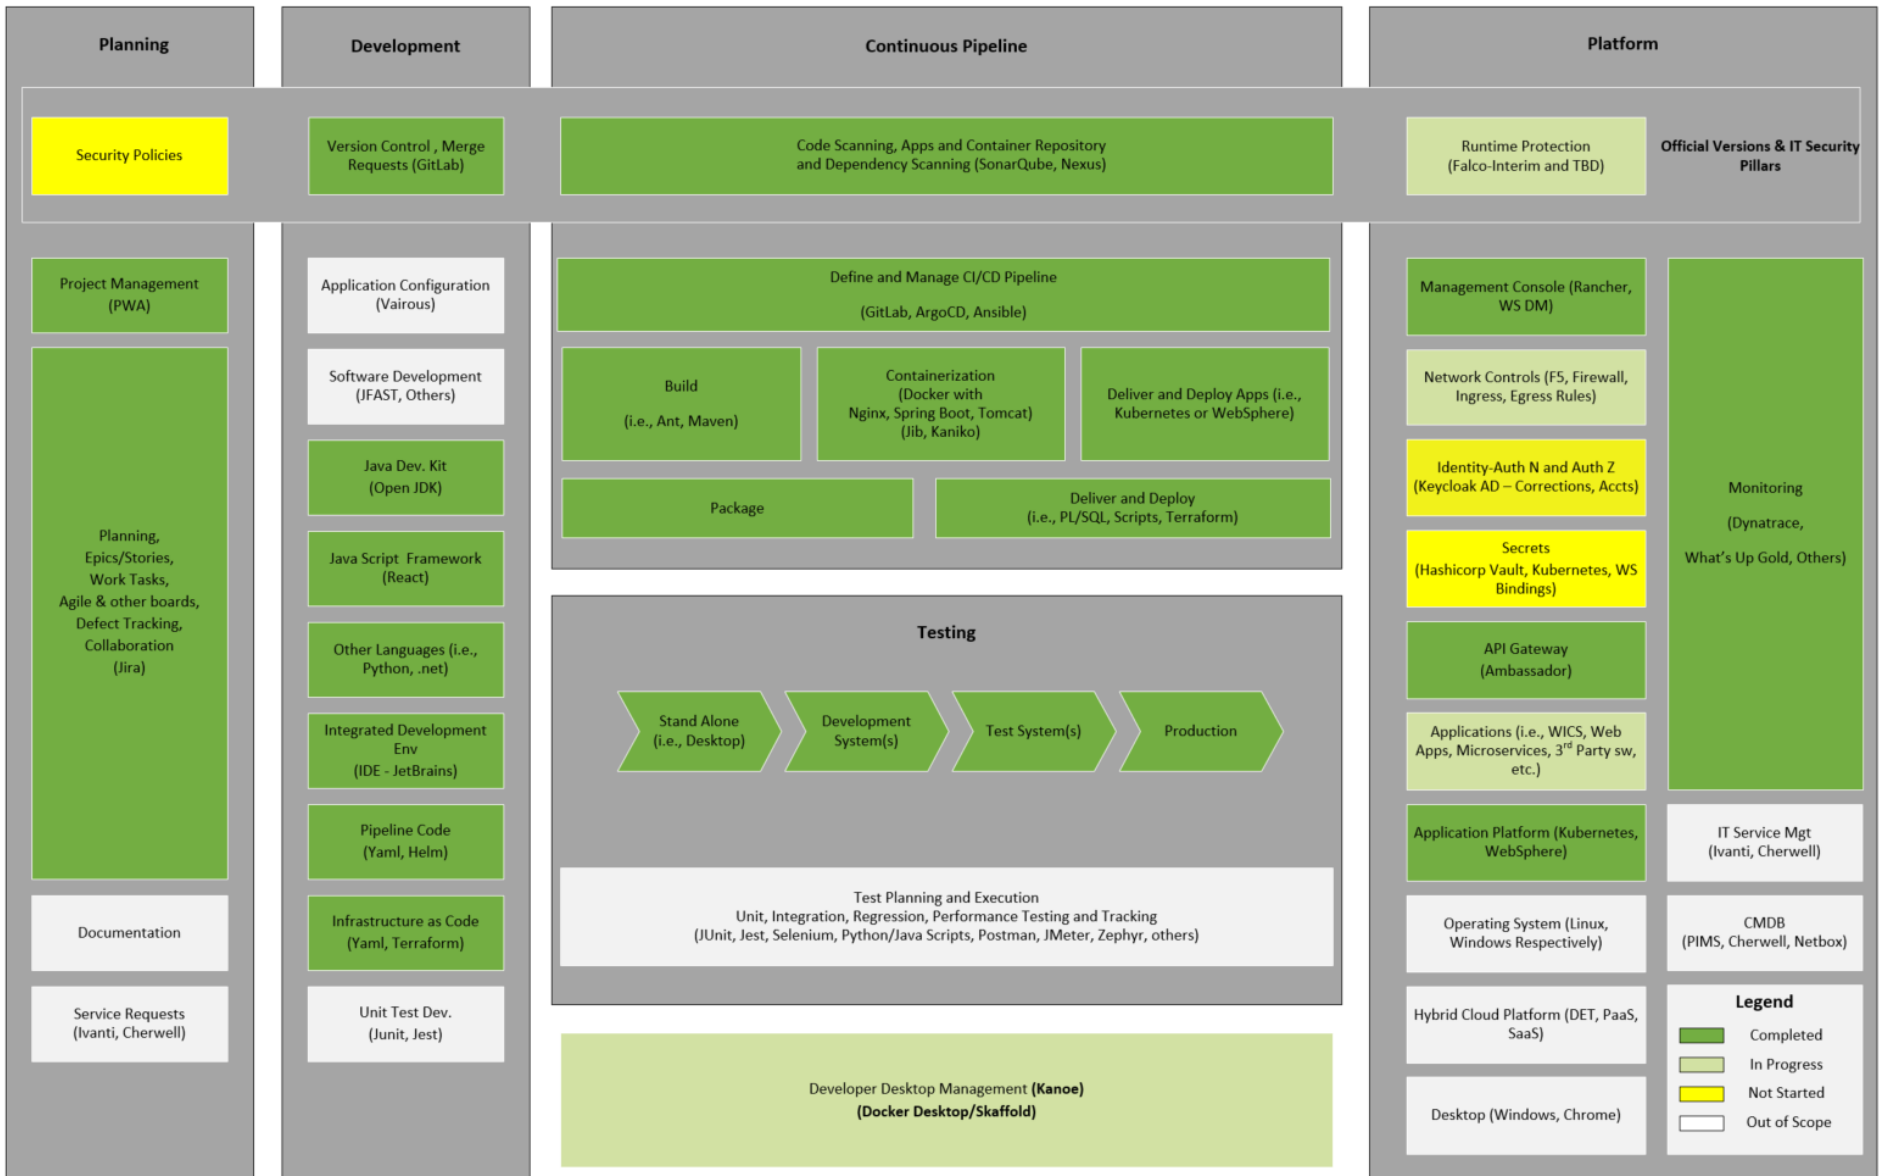 Planning
Security Policies
Project Management
(PWA)
Planning,
Epics/Stories,
Work Tasks,
Agile & other boards,
Defect Tracking,
Collaboration
(Jira)
Documentation
Service Requests
(Ivanti, Cherwell)
Development
Version Control , Merge
Requests (GitLab)
Application Configuration
(Vairous)
Software Development
(JFAST, Others)
Java Dev. Kit
(Open JDK)
Java Script  Framework
(React)
Other Languages (i.e.,
Python, .net)
Integrated Development
Env
(IDE - JetBrains)
Pipeline Code
(Yaml, Helm)
Infrastructure as Code
(Yaml, Terraform)
Unit Test Dev.
(Junit, Jest)
Continuous Pipeline
Code Scanning, Apps and Container Repository
and Dependency Scanning (SonarQube, Nexus)
Define and Manage CI/CD Pipeline
(GitLab, ArgoCD, Ansible)
Build
(i.e., Ant, Maven)
Containerization
(Docker with
Nginx, Spring Boot, Tomcat)
(Jib, Kaniko)
Deliver and Deploy Apps (i.e.,
Kubernetes or WebSphere)
Package
Deliver and Deploy
(i.e., PL/SQL, Scripts, Terraform)
Testing
Stand Alone
(i.e., Desktop)
Development
System(s)
Test System(s)
Production
Test Planning and Execution
Unit, Integration, Regression, Performance Testing and Tracking
(JUnit, Jest, Selenium, Python/Java Scripts, Postman, JMeter, Zephyr, others)
Developer Desktop Management (Kanoe)
(Docker Desktop/Skaffold)
Platform
Runtime Protection
(Falco-Interim and TBD)
Official Versions & IT Security
Pillars
Management Console (Rancher,
WS DM)
Network Controls (F5, Firewall,
Ingress, Egress Rules)
Identity-Auth N and Auth Z
(Keycloak AD – Corrections, Accts)
Secrets
(Hashicorp Vault, Kubernetes, WS
Bindings)
API Gateway
(Ambassador)
Applications (i.e., WICS, Web
Apps, Microservices, 3rd Party sw,
etc.)
Application Platform (Kubernetes,
WebSphere)
Operating System (Linux,
Windows Respectively)
Hybrid Cloud Platform (DET, PaaS,
SaaS)
Desktop (Windows, Chrome)
Monitoring
(Dynatrace,
What's Up Gold, Others)
IT Service Mgt
(Ivanti, Cherwell)
CMDB
(PIMS, Cherwell, Netbox)
Legend
Completed
In Progress
Not Started
Out of Scope